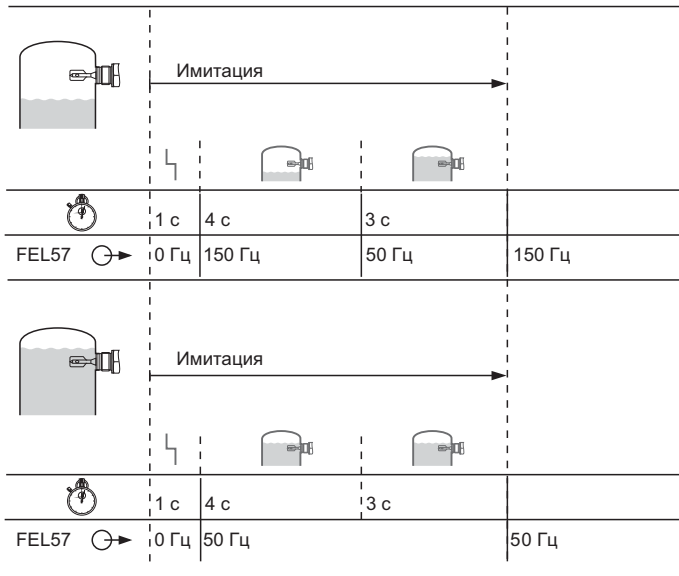 Имитация
1 с 4 с 3 с
FEL57 0 Гц 150 Гц 50 Гц 150 Гц
Имитация
1 с 4 с 3 с
FEL57 0 Гц 50 Гц 50 Гц